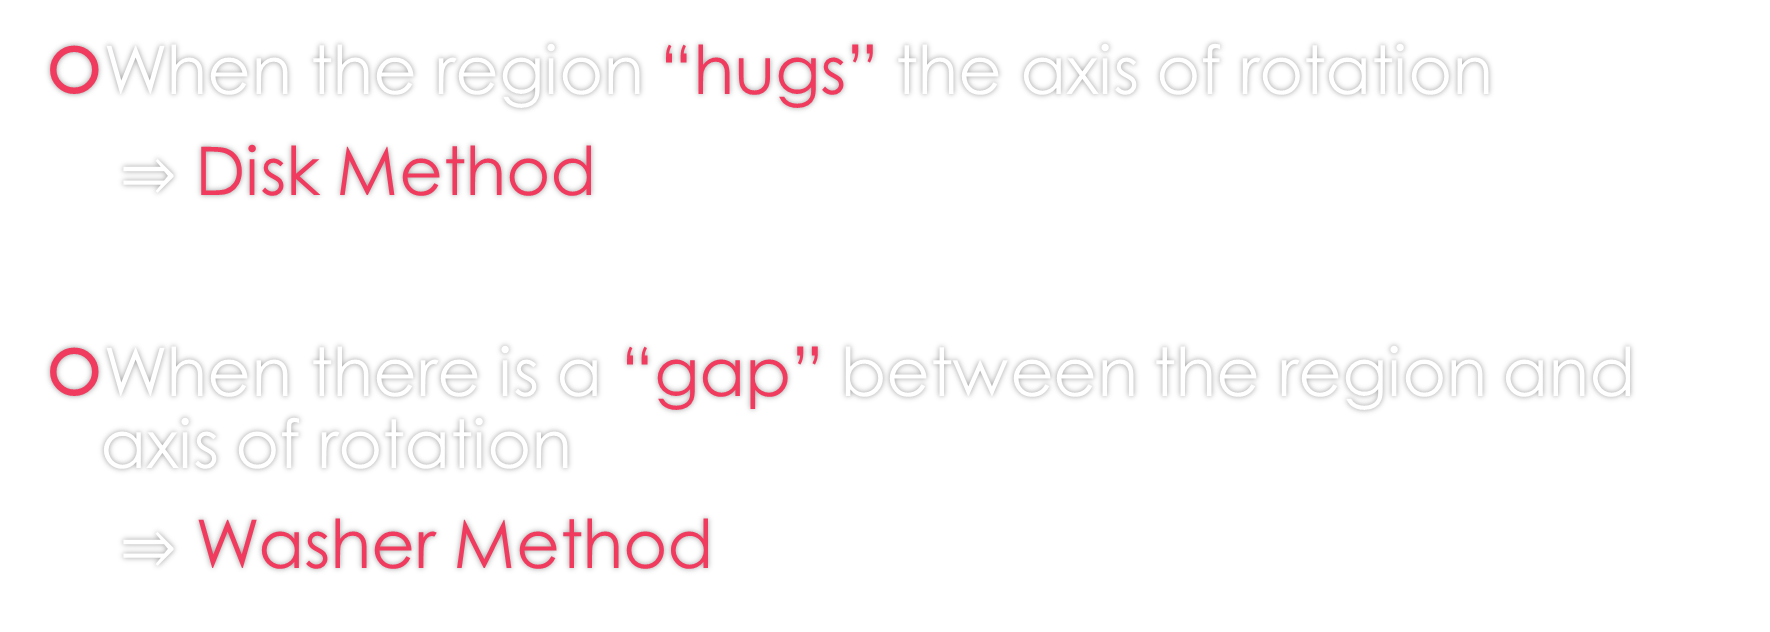 When the region “hugs” the axis of rotation
⇒ Disk Method
When there is a “gap” between the region and
axis of rotation
⇒ Washer Method